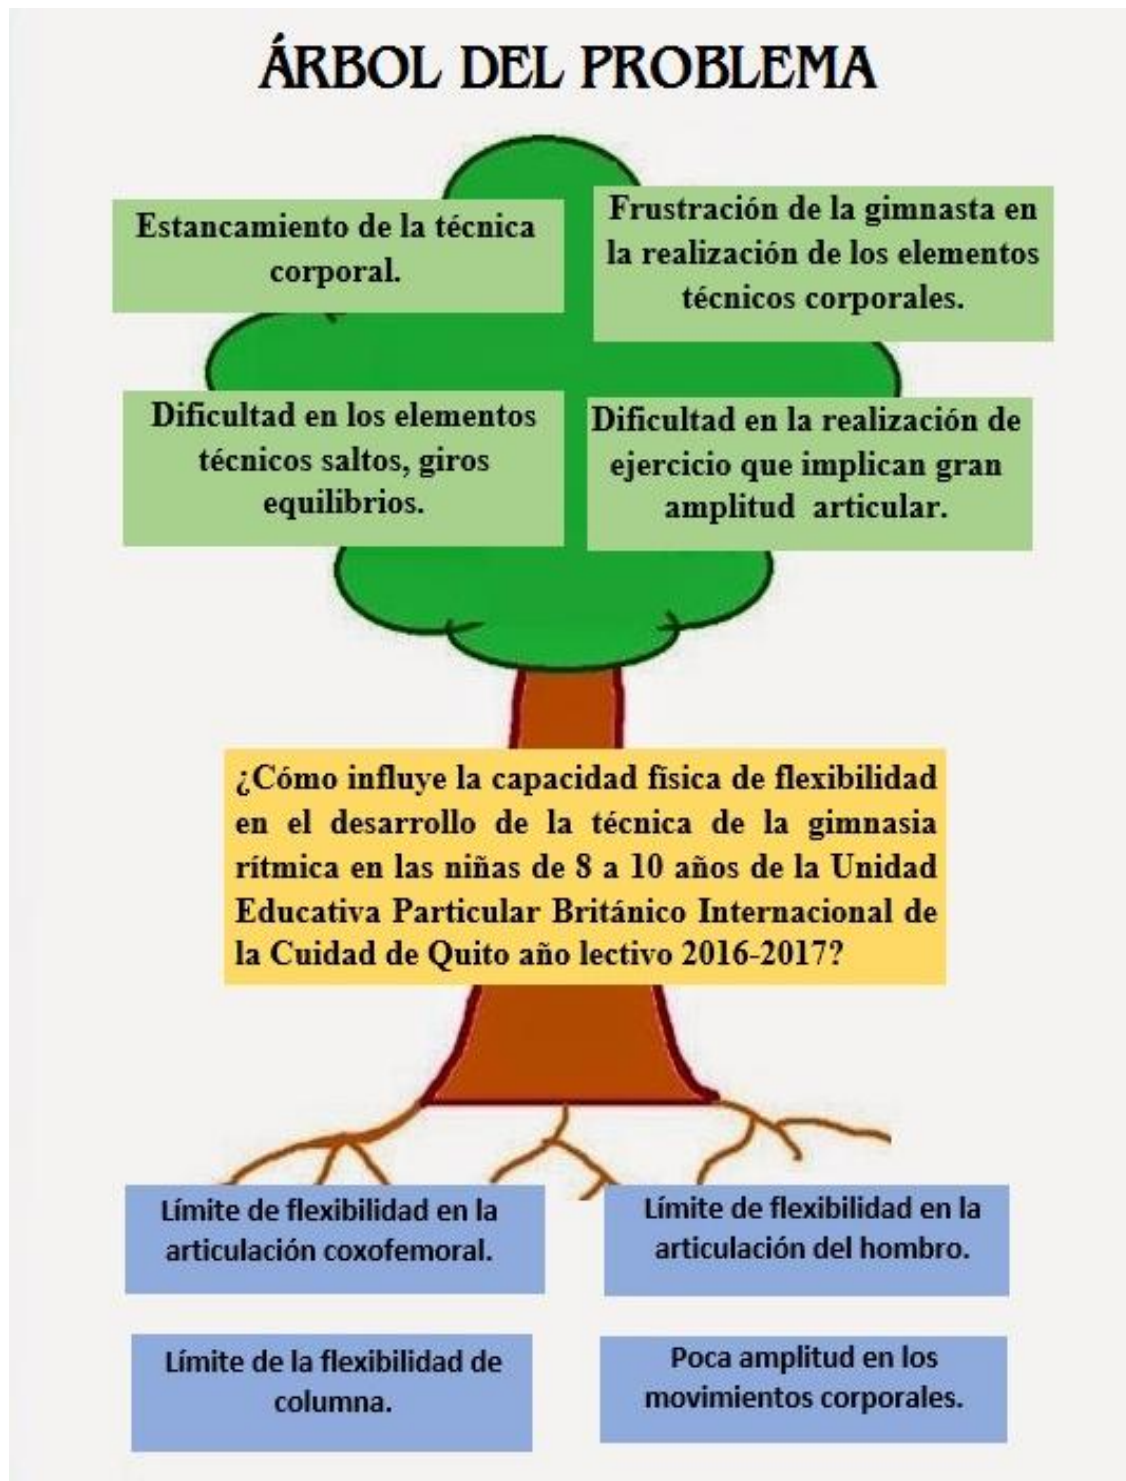 ÁRBOL DEL PROBLEMA
Estancamiento de la técnica
corporal.
Frustración de la gimnasta en
la realización de los elementos
técnicos corporales.
Dificultad en los elementos
técnicos saltos, giros
equilibrios.
Dificultad en la realización de
ejercicio que implican gran
amplitud articular.
¿Cómo influye la capacidad física de flexibilidad
en el desarrollo de la técnica de la gimnasia
rítmica en las niñas de 8 a 10 años de la Unidad
Educativa Particular Británico Internacional de
la Cuidad de Quito año lectivo 2016-2017?
Límite de flexibilidad en la
articulación coxofemoral.
Límite de flexibilidad en la
articulación del hombro.
Límite de la flexibilidad de
columna.
Poca amplitud en los
movimientos corporales.